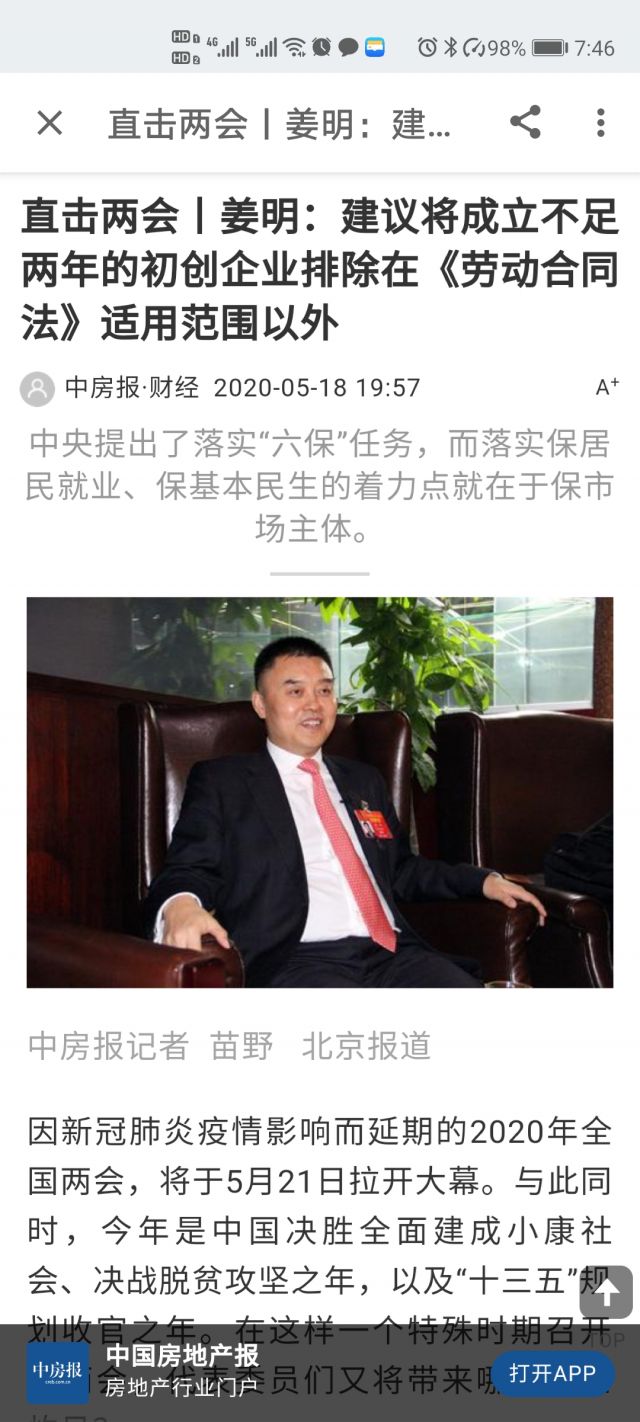 HD 1
HD 2
4G
5G
98%
7:46
直击两会丨姜明：建...
直击两会丨姜明：建议将成立不足
两年的初创企业排除在《劳动合同
法》适用范围以外
中房报·财经 2020-05-18 19:57
A+
中央提出了落实“六保”任务，而落实保居
民就业、保基本民生的着力点就在于保市
场主体。
中房报记者 苗野 北京报道
因新冠肺炎疫情影响而延期的2020年全
国两会，将于5月21日拉开大幕。与此同
时，今年是中国决胜全面建成小康社
会、决战脱贫攻坚之年，以及“十三五”规
划收官之年。在这样一个特殊时期召开
TOP
中房报
creb.com.cn
中国房地产报
房地产行业门户
打开APP
会，代表委员们又将带来哪